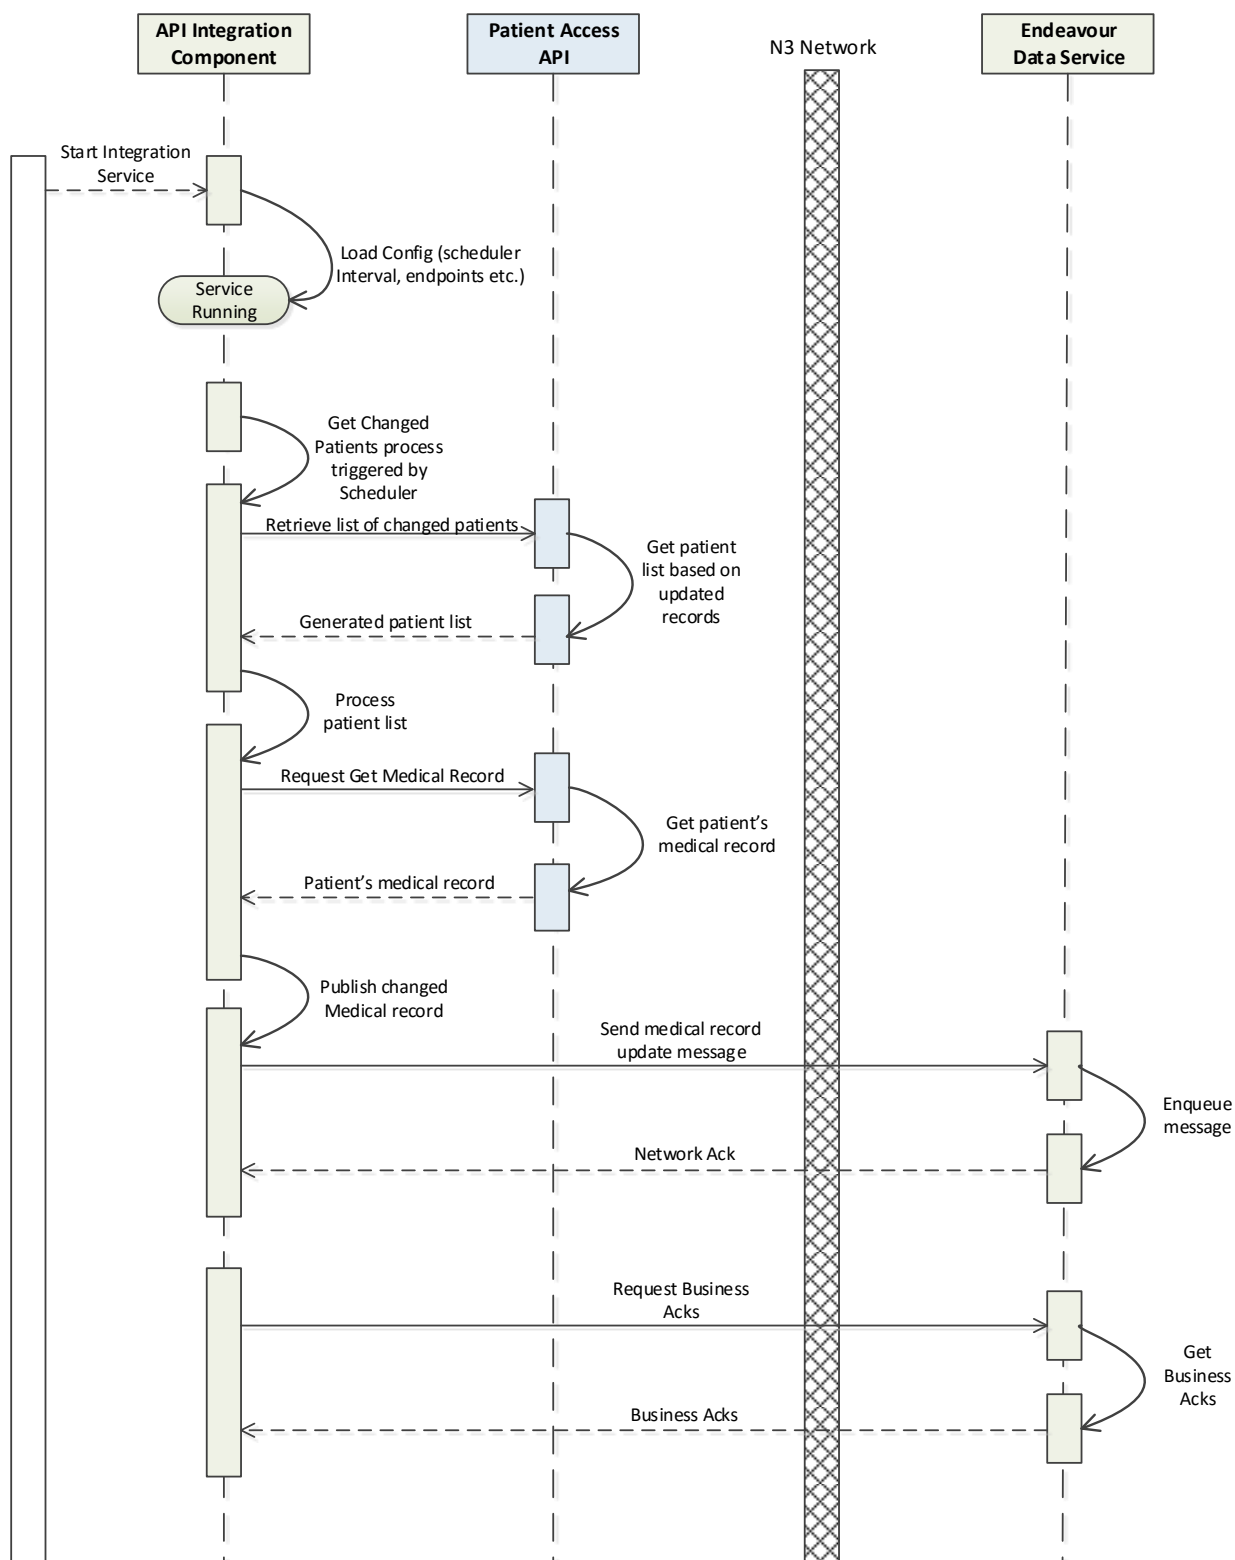 API Integration
Component
Patient Access
API
N3 Network
Endeavour
Data Service
Start Integration
Service
Load Config (scheduler
Interval, endpoints etc.)
Service
Running
Get Changed
Patients process
triggered by
Scheduler
Retrieve list of changed patients
Get patient
list based on
updated
records
Generated patient list
Process
patient list
Request Get Medical Record
Get patient’s
medical record
Patient’s medical record
Publish changed
Medical record
Send medical record
update message
Enqueue
message
Network Ack
Request Business
Acks
Get
Business
Acks
Business Acks